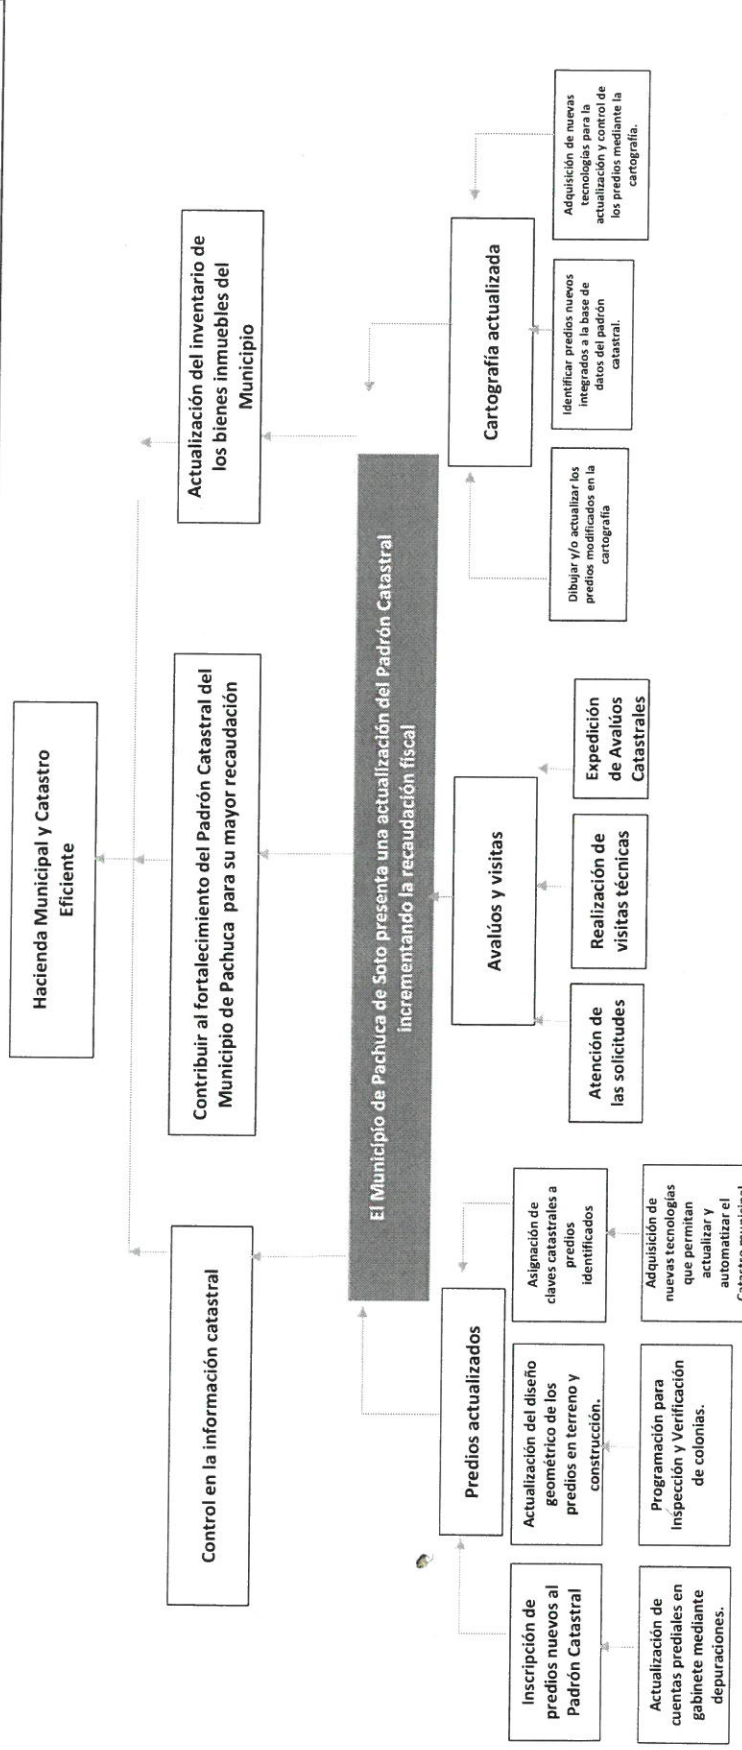 Hacienda Municipal y Catastro
Eficiente
Control en la información catastral
Contribuir al fortalecimiento del Padrón Catastral del
Municipio de Pachuca para su mayor recaudación
Actualización del inventario de
los bienes inmuebles del
Municipio
El Municipio de Pachuca de Soto presenta una actualización del Padrón Catastral
incrementando la recaudación fiscal
Predios actualizados
Avalúos y visitas
Cartografía actualizada
Inscripción de
predios nuevos al
Padrón Catastral
Actualización del diseño
geométrico de los
predios en terreno y
construcción.
Asignación de
claves catastrales a
predios
identificados
Atención de
las solicitudes
Realización de
visitas técnicas
Expedición
de Avalúos
Catastrales
Dibujar y/o actualizar los
predios modificados en la
cartografía
Identificar predios nuevos
integrados a la base de
datos del padrón
catastral.
Adquisición de nuevas
tecnologías para la
actualización y control de
los predios mediante la
cartografía.
Actualización de
cuentas prediales en
gabinete mediante
depuraciones.
Programación para
Inspección y Verificación
de colonias.
Adquisición de
nuevas tecnologías
que permitan
actualizar y
automatizar el
Catastro municipal